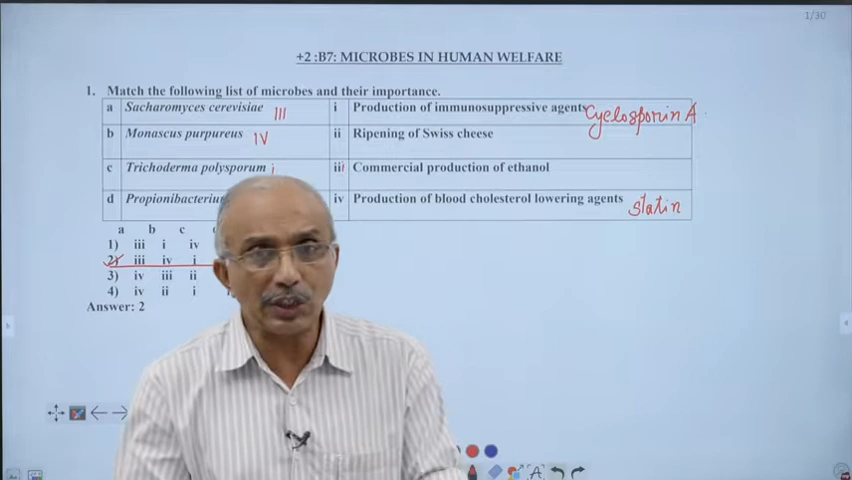 1/30
+2 :B7: MICROBES IN HUMAN WELFARE
1. Match the following list of microbes and their importance.
a Sacharomyces cerevisiae III i Production of immunosuppressive agents Cyclosporin A
b Monascus purpureus IV ii Ripening of Swiss cheese
c Trichoderma polysporum i iii Commercial production of ethanol
d iv Production of blood cholesterol lowering agents statin
a b c
1) iii i iv
2) iii iv i
3) iv iii ii
4) iv ii i
Answer: 2
A